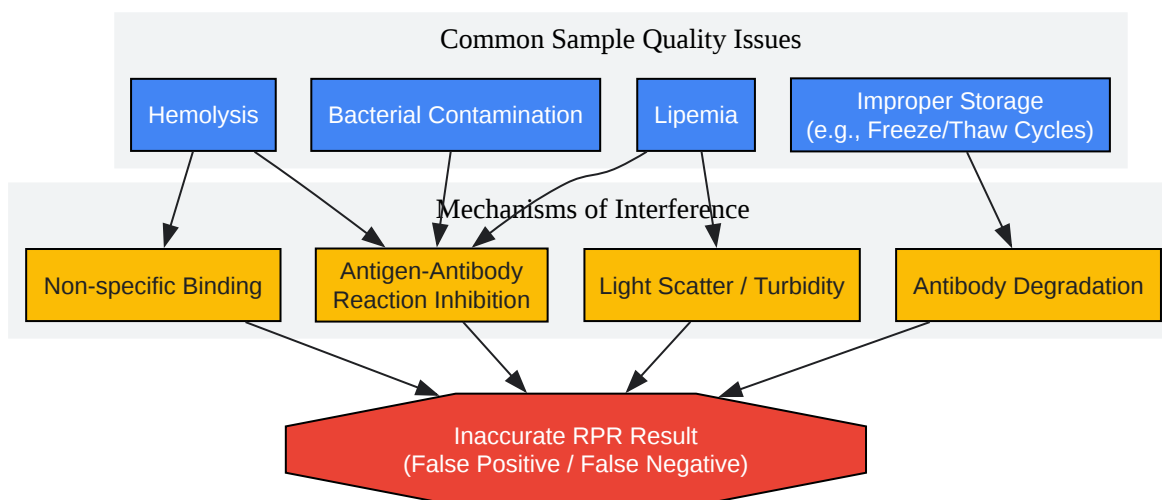 Common Sample Quality Issues
Hemolysis
Bacterial Contamination
Lipemia
Improper Storage
(e.g., Freeze/Thaw Cycles)
Mechanisms of Interference
Non-specific Binding
Antigen-Antibody
Reaction Inhibition
Light Scatter / Turbidity
Antibody Degradation
Inaccurate RPR Result
(False Positive / False Negative)